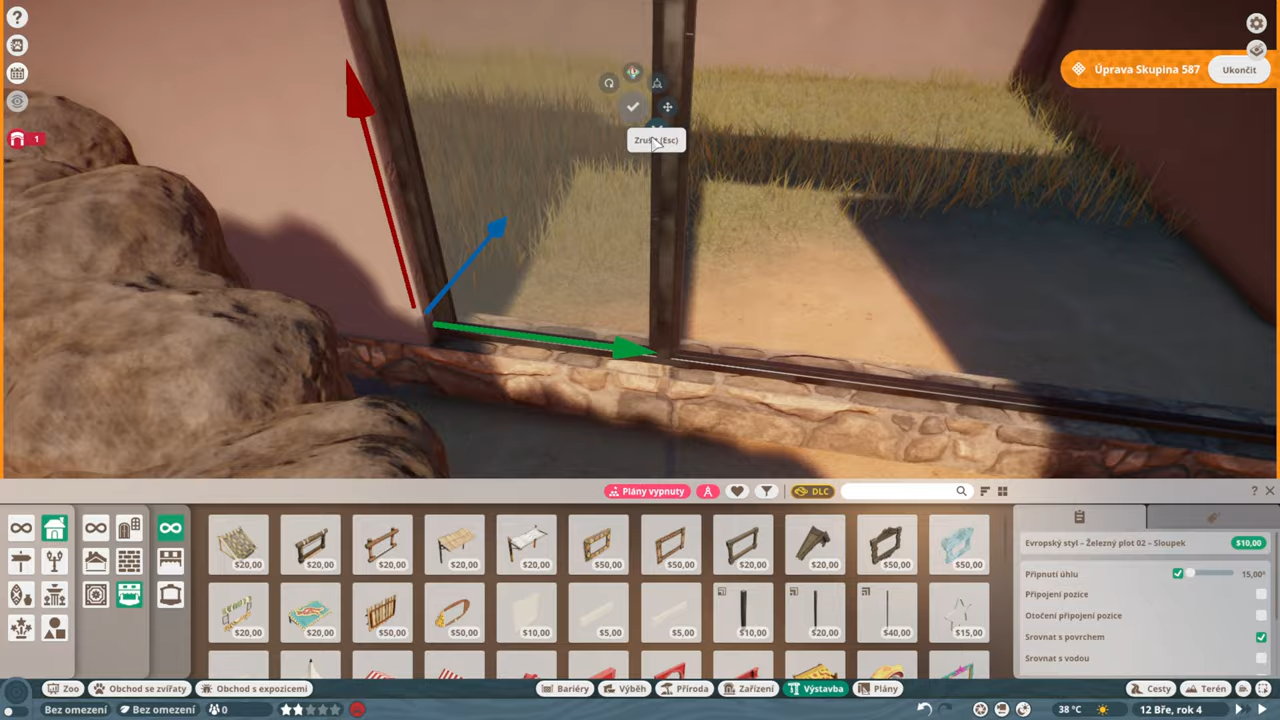 ?
Úprava Skupina 587
Ukončit
1
Zrušit (Esc)
Plány vypnuty
DLC
?
$20,00
$20,00
$20,00
$20,00
$20,00
$50,00
$50,00
$20,00
$20,00
$50,00
$50,00
Evropský styl – Železný plot 02 – Sloupek
$10,00
Připnutí úhlu
15,00°
Připojení pozice
Otočení připojení pozice
Srovnat s povrchem
Srovnat s vodou
$20,00
$20,00
$50,00
$50,00
$10,00
$5,00
$5,00
$10,00
$20,00
$40,00
$15,00
Zoo
Obchod se zvířaty
Obchod s expozicemi
Bariéry
Výběh
Příroda
Zařízení
Výstavba
Plány
Cesty
Terén
Bez omezení
Bez omezení
0
38 °C
12 Bře, rok 4